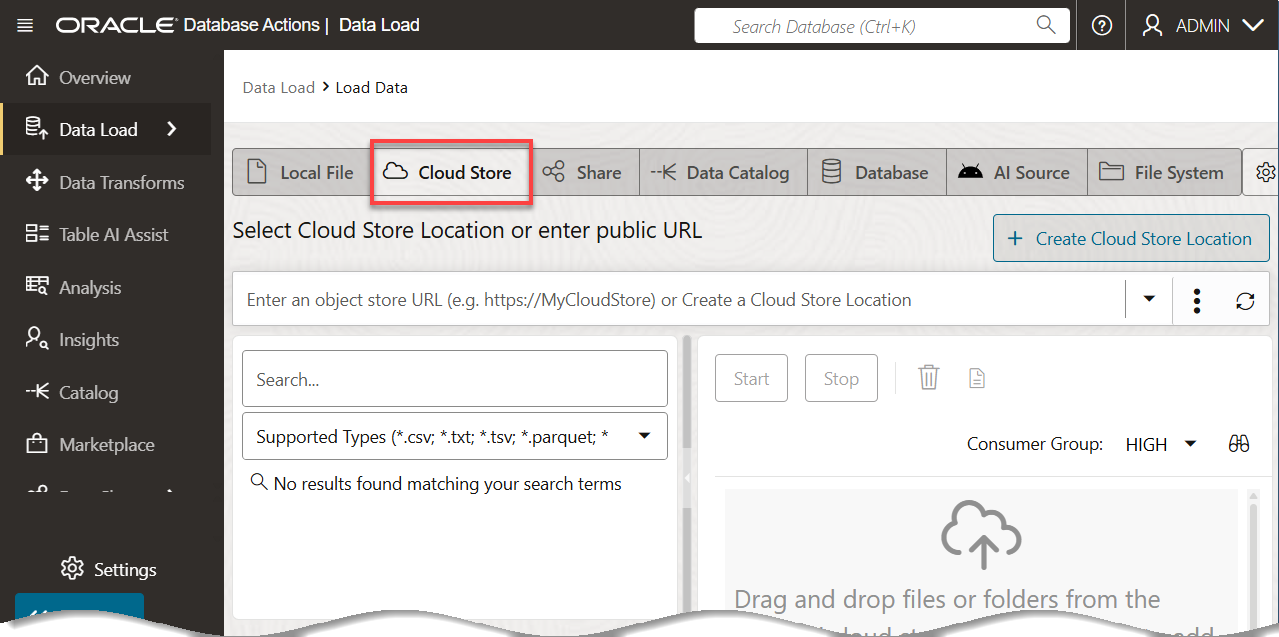 ORACLE Database Actions | Data Load
Search Database (Ctrl+K)
ADMIN
Overview
Data Load
Data Transforms
Table AI Assist
Analysis
Insights
Catalog
Marketplace
Settings
Data Load > Load Data
Local File
Cloud Store
Share
Data Catalog
Database
AI Source
File System
Select Cloud Store Location or enter public URL
+ Create Cloud Store Location
Enter an object store URL (e.g. https://MyCloudStore) or Create a Cloud Store Location
Search...
Supported Types (*.csv; *.txt; *.tsv; *.parquet; *
No results found matching your search terms
Start
Stop
Consumer Group: HIGH
Drag and drop files or folders from the